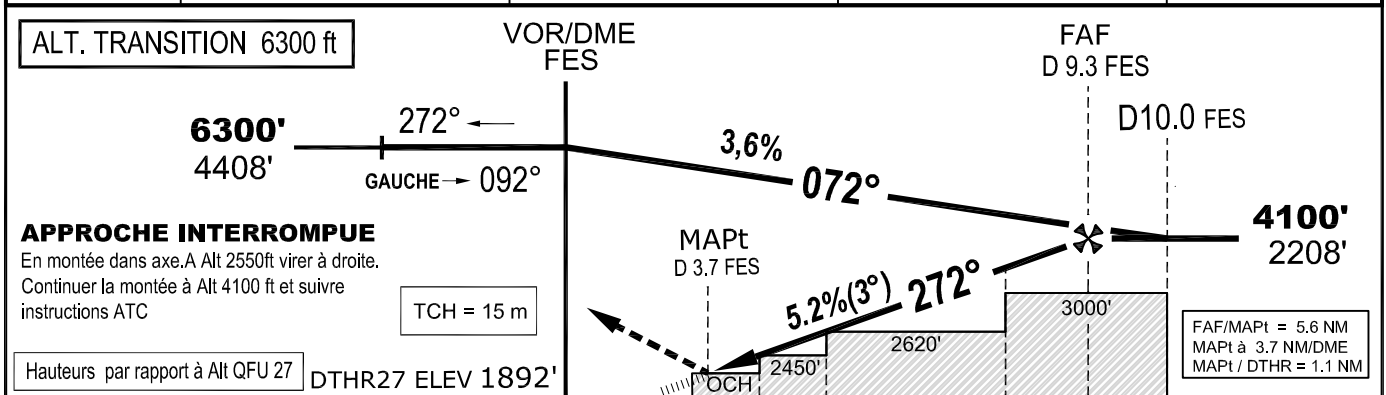 ALT. TRANSITION 6300 ft
VOR/DME
FES
FAF
D 9.3 FES
D10.0 FES
6300'
4408'
272°
GAUCHE → 092°
3,6%
072°
4100'
2208'
APPROCHE INTERROMPUE
En montée dans axe.A Alt 2550ft virer à droite.
Continuer la montée à Alt 4100 ft et suivre
instructions ATC
TCH = 15 m
MAPt
D 3.7 FES
5.2%(3°) 272°
3000'
2620'
2450'
OCH
FAF/MAPt = 5.6 NM
MAPt à 3.7 NM/DME
MAPt / DTHR = 1.1 NM
Hauteurs par rapport à Alt QFU 27
DTHR27 ELEV 1892'